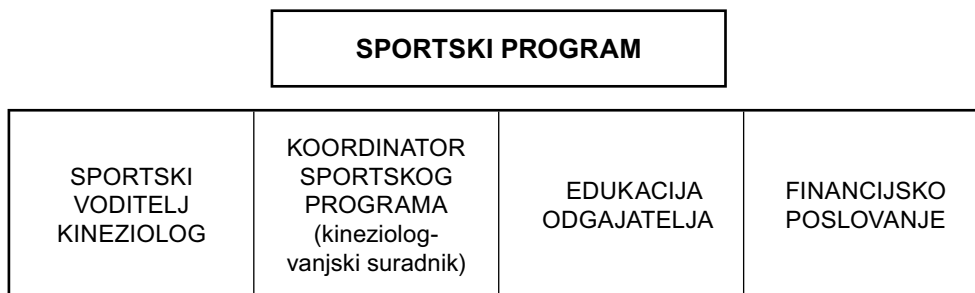 SPORTSKI PROGRAM
SPORTSKI
VODITELJ
KINEZIOLOG
KOORDINATOR
SPORTSKOG
PROGRAMA
(kineziolog-
vanjski suradnik)
EDUKACIJA
ODGAJATELJA
FINANCIJSKO
POSLOVANJE